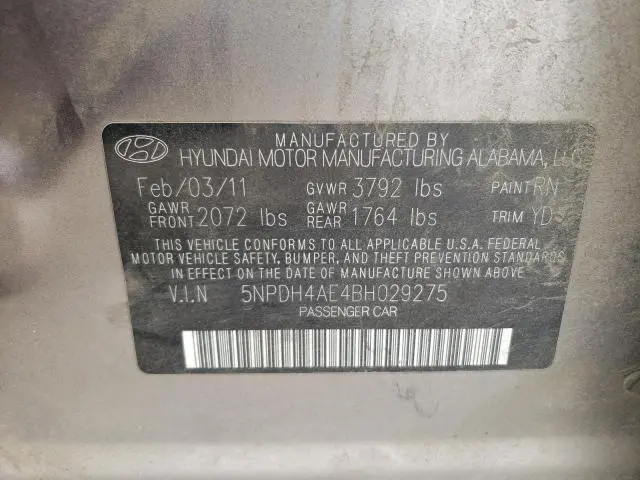 MANUFACTURED BY
HYUNDAI MOTOR MANUFACTURING ALABAMA, LLC
Feb/03/11 GVWR 3792 lbs PAINT RN
GAWR FRONT 2072 lbs GAWR REAR 1764 lbs TRIM YD
THIS VEHICLE CONFORMS TO ALL APPLICABLE U.S.A. FEDERAL
MOTOR VEHICLE SAFETY, BUMPER, AND THEFT PREVENTION STANDARDS
IN EFFECT ON THE DATE OF MANUFACTURE SHOWN ABOVE.
V.I.N 5NPDH4AE4BH029275
PASSENGER CAR